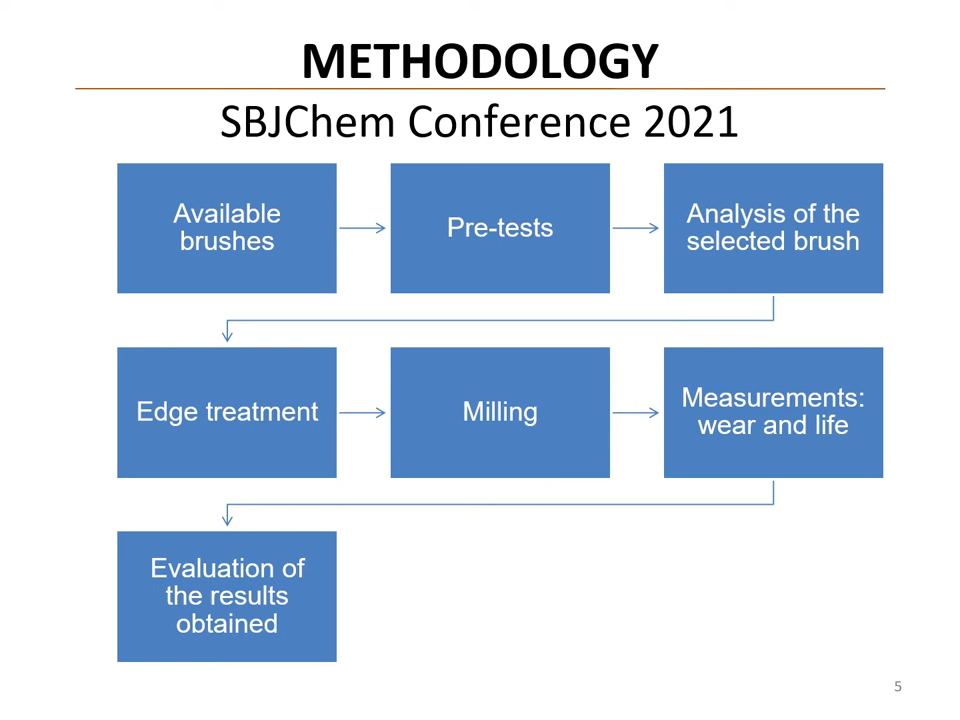 METHODOLOGY
SBJChem Conference 2021
Available
brushes
Pre-tests
Analysis of the
selected brush
Edge treatment
Milling
Measurements:
wear and life
Evaluation of
the results
obtained
5